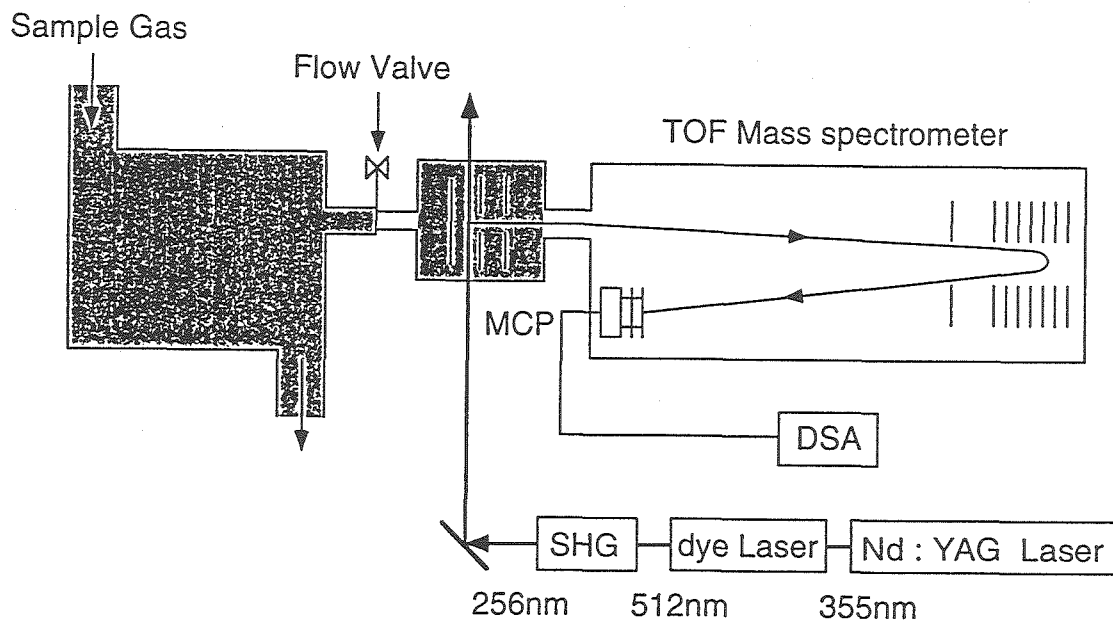 Sample Gas
Flow Valve
TOF Mass spectrometer
MCP
DSA
SHG
dye Laser
Nd : YAG Laser
256nm
512nm
355nm